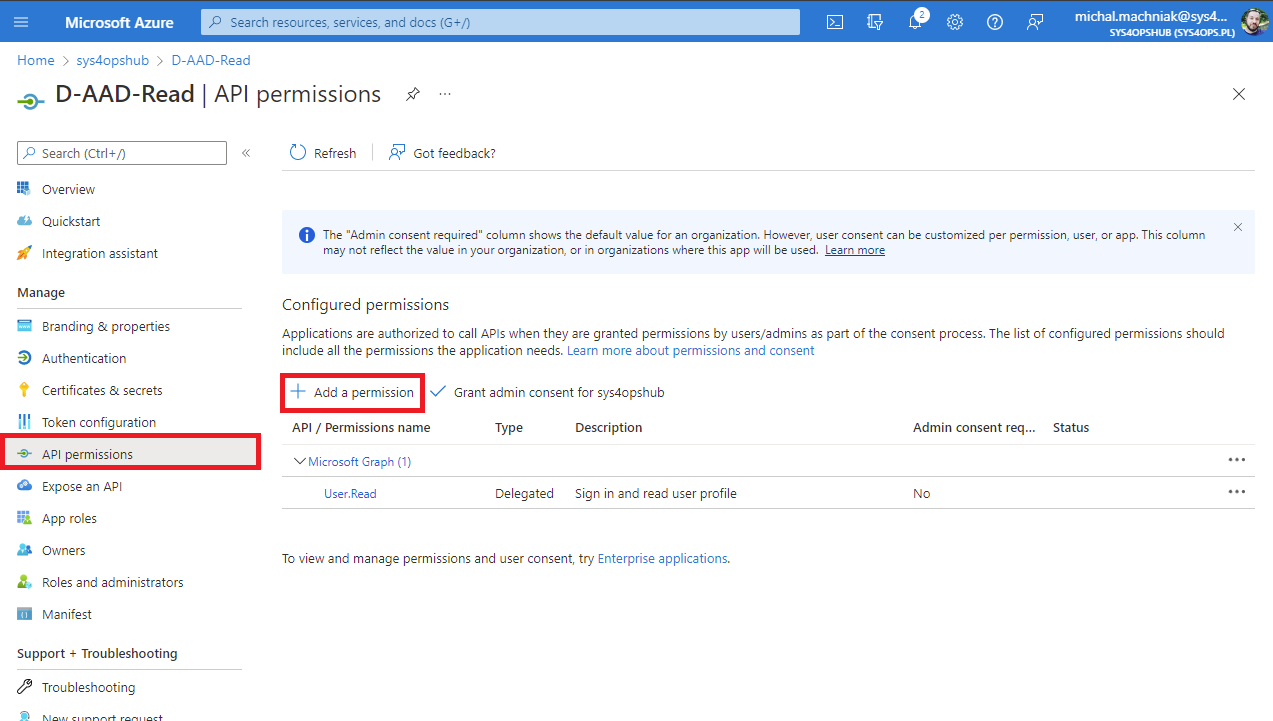 Microsoft Azure
Search resources, services, and docs (G+/)
2
michal.machniak@sys4...
SYS4OPSHUB (SYS4OPS.PL)
Home > sys4opshub > D-AAD-Read
D-AAD-Read | API permissions
...
Search (Ctrl+/)
«
Refresh
Got feedback?
Overview
Quickstart
Integration assistant
Manage
Branding & properties
Authentication
Certificates & secrets
Token configuration
API permissions
Expose an API
App roles
Owners
Roles and administrators
Manifest
Support + Troubleshooting
Troubleshooting
New support request
The "Admin consent required" column shows the default value for an organization. However, user consent can be customized per permission, user, or app. This column
may not reflect the value in your organization, or in organizations where this app will be used. Learn more
Configured permissions
Applications are authorized to call APIs when they are granted permissions by users/admins as part of the consent process. The list of configured permissions should
include all the permissions the application needs. Learn more about permissions and consent
Add a permission
Grant admin consent for sys4opshub
API / Permissions name Type Description Admin consent req... Status
Microsoft Graph (1)
User.Read Delegated Sign in and read user profile No
To view and manage permissions and user consent, try Enterprise applications.